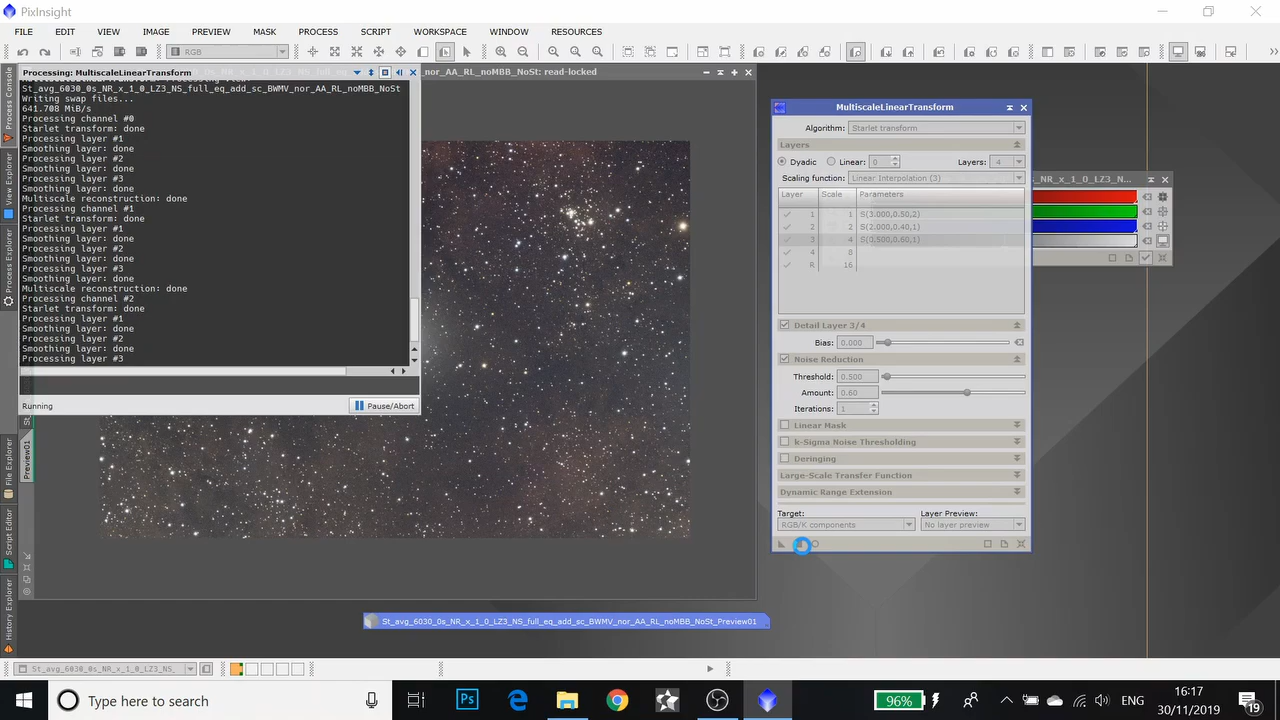 PixInsight
FILE EDIT VIEW IMAGE PROCESS SCRIPT WORKSPACE WINDOW RESOURCES
RGB
Processing: MultiscaleLinearTransform
_nor_AA_RL_noMBB_NoSt: read-locked
St_avg_6030_0s_NR_x_1_0_LZ3_NS_full_eq_add_sc_BWMV_nor_AA_RL_noMBB_NoSt
Writing swap files...
641.708 MiB/s
Processing channel #0
Starlet transform: done
Processing layer #1
Smoothing layer: done
Processing layer #2
Smoothing layer: done
Processing layer #3
Smoothing layer: done
Multiscale reconstruction: done
Processing channel #1
Starlet transform: done
Processing layer #1
Smoothing layer: done
Processing layer #2
Smoothing layer: done
Processing layer #3
Smoothing layer: done
Multiscale reconstruction: done
Processing channel #2
Starlet transform: done
Processing layer #1
Smoothing layer: done
Processing layer #2
Smoothing layer: done
Processing layer #3
Running
Pause/Abort
Process Console
View Explorer
Process Explorer
File Explorer
Script Editor
History Explorer
Preview01
MultiscaleLinearTransform
Algorithm: Starlet transform
Layers
Dyadic Linear: 0 Layers: 4
Scaling function: Linear Interpolation (3)
Layer Scale Parameters
1 1 S(3.000,0.50,2)
2 2 S(2.000,0.40,1)
3 4 S(0.500,0.60,1)
4 8
R 16
Detail Layer 3/4
Bias: 0.000
Noise Reduction
Threshold: 0.500
Amount: 0.60
Iterations: 1
Linear Mask
k-Sigma Noise Thresholding
Deringing
Large-Scale Transfer Function
Dynamic Range Extension
Target: Layer Preview:
RGB/K components No layer preview
s_NR_x_1_0_LZ3_N...
St_avg_6030_0s_NR_x_1_0_LZ3_NS_full_eq_add_sc_BWMV_nor_AA_RL_noMBB_NoSt_Preview01
St_avg_6030_0s_NR_x_1_0_LZ3_NS_
Type here to search
Ps
96%
ENG
16:17
30/11/2019
19